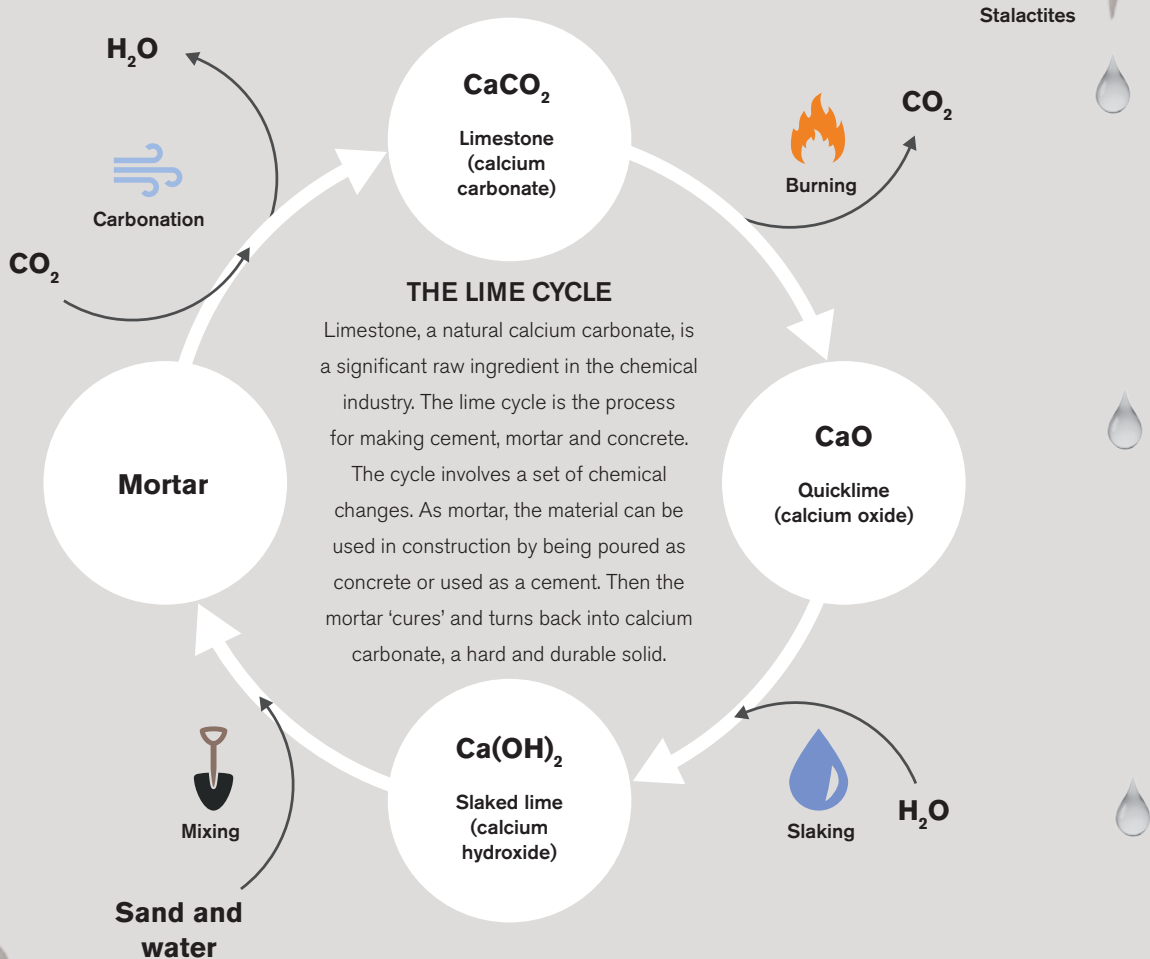 Stalactites
H₂O
CaCO₂
Limestone
(calcium
carbonate)
CO₂
Burning
Carbonation
CO₂
THE LIME CYCLE
Limestone, a natural calcium carbonate, is
a significant raw ingredient in the chemical
industry. The lime cycle is the process
for making cement, mortar and concrete.
The cycle involves a set of chemical
changes. As mortar, the material can be
used in construction by being poured as
concrete or used as a cement. Then the
mortar ‘cures’ and turns back into calcium
carbonate, a hard and durable solid.
CaO
Quicklime
(calcium oxide)
Mortar
Ca(OH)₂
Slaked lime
(calcium
hydroxide)
Slaking
H₂O
Mixing
Sand and
water